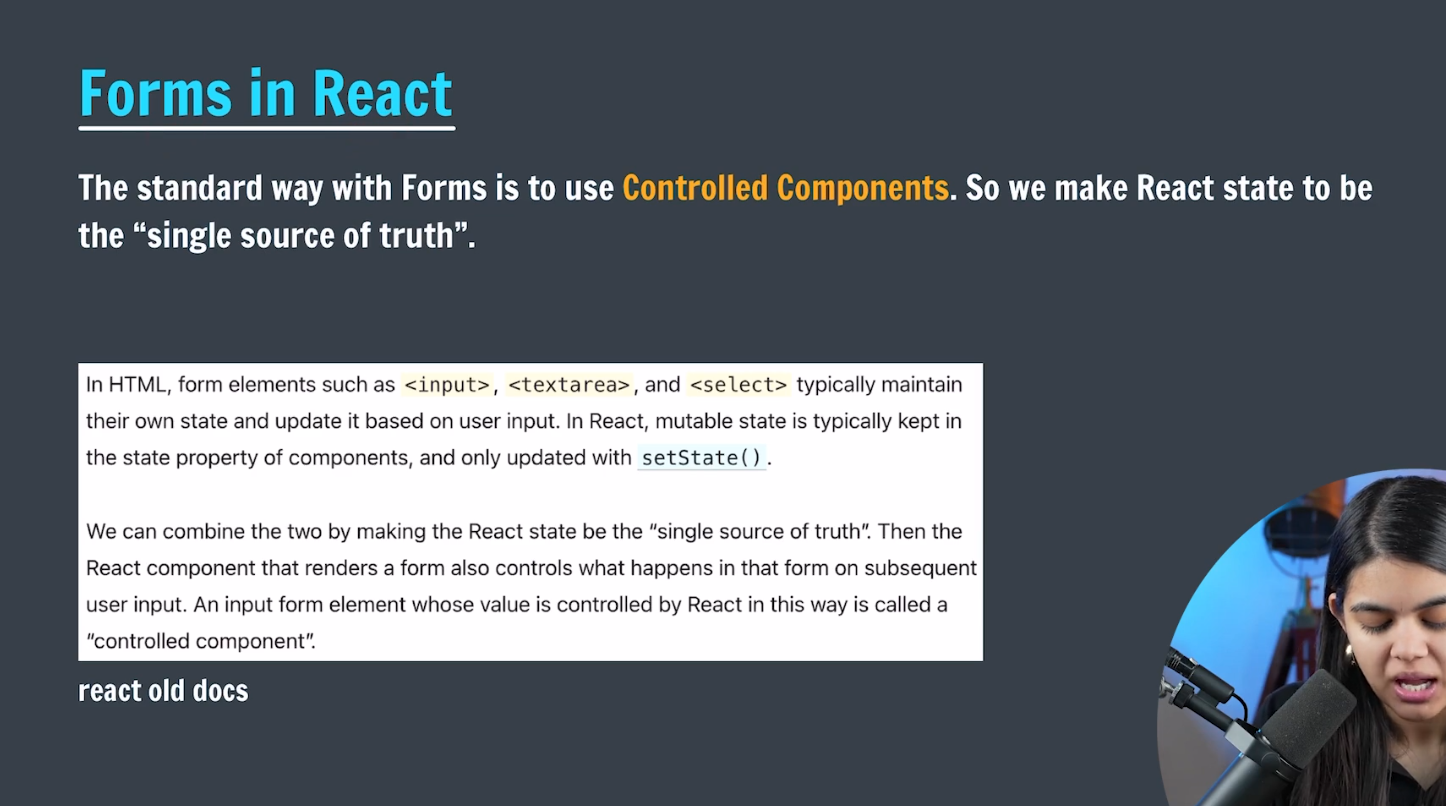 Forms in React
The standard way with Forms is to use Controlled Components. So we make React state to be
the “single source of truth”.
In HTML, form elements such as <input>, <textarea>, and <select> typically maintain
their own state and update it based on user input. In React, mutable state is typically kept in
the state property of components, and only updated with setState().
We can combine the two by making the React state be the “single source of truth”. Then the
React component that renders a form also controls what happens in that form on subsequent
user input. An input form element whose value is controlled by React in this way is called a
“controlled component”.
react old docs